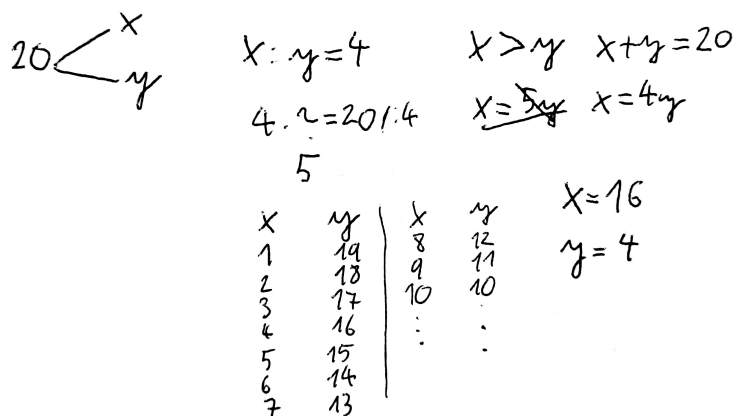 20 x y
x : y = 4
x > y x + y = 20
4 . 2 = 20 /:4
x = 5y x = 4y
5
x = 16
y = 4
x y x y
1 19 8 12
2 18 9 11
3 17 10 10
4 16 : :
5 15
6 14
7 13